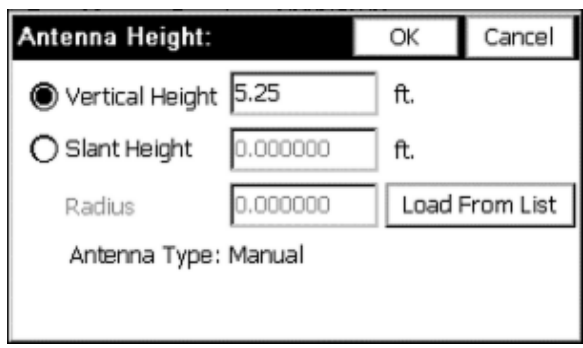 Antenna Height: OK Cancel
Vertical Height 5.25 ft.
Slant Height 0.000000 ft.
Radius 0.000000 Load From List
Antenna Type: Manual